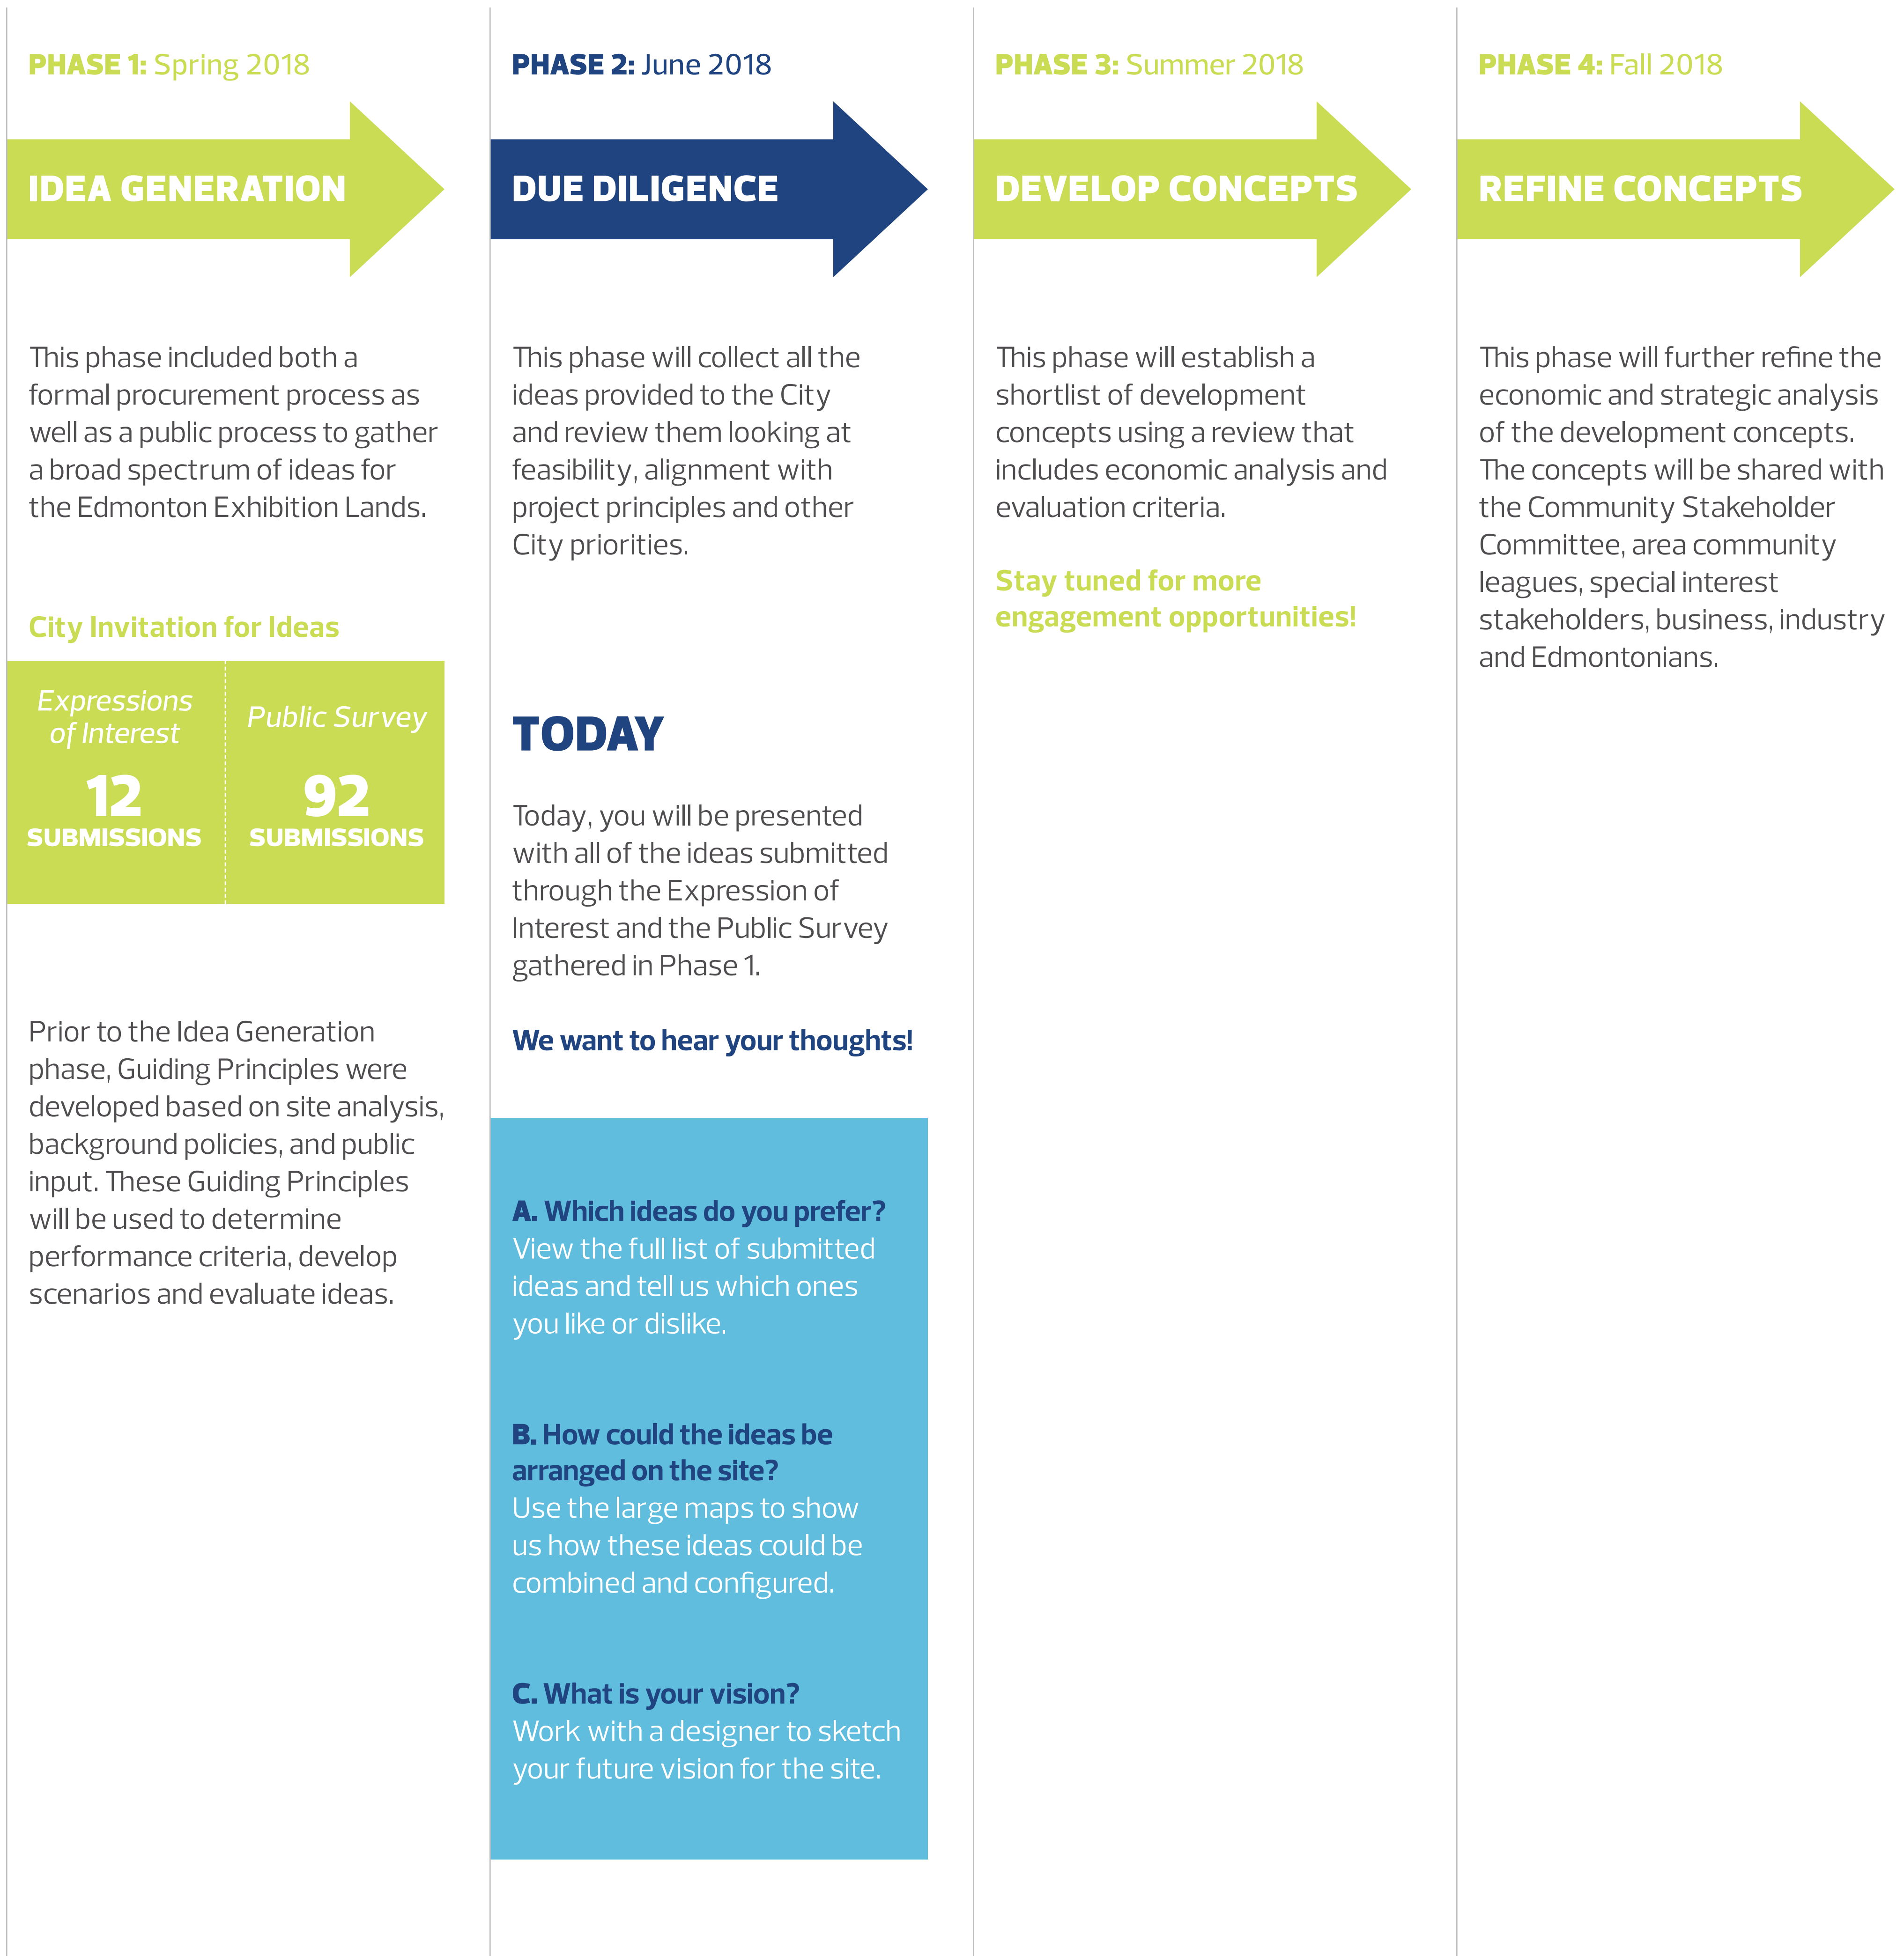 PHASE 1: Spring 2018
IDEA GENERATION
This phase included both a
formal procurement process as
well as a public process to gather
a broad spectrum of ideas for
the Edmonton Exhibition Lands.
City Invitation for Ideas
Expressions
of Interest
12
SUBMISSIONS
Public Survey
92
SUBMISSIONS
Prior to the Idea Generation
phase, Guiding Principles were
developed based on site analysis,
background policies, and public
input. These Guiding Principles
will be used to determine
performance criteria, develop
scenarios and evaluate ideas.
PHASE 2: June 2018
DUE DILIGENCE
This phase will collect all the
ideas provided to the City
and review them looking at
feasibility, alignment with
project principles and other
City priorities.
TODAY
Today, you will be presented
with all of the ideas submitted
through the Expression of
Interest and the Public Survey
gathered in Phase 1.
We want to hear your thoughts!
A. Which ideas do you prefer?
View the full list of submitted
ideas and tell us which ones
you like or dislike.
B. How could the ideas be
arranged on the site?
Use the large maps to show
us how these ideas could be
combined and configured.
C. What is your vision?
Work with a designer to sketch
your future vision for the site.
PHASE 3: Summer 2018
DEVELOP CONCEPTS
This phase will establish a
shortlist of development
concepts using a review that
includes economic analysis and
evaluation criteria.
Stay tuned for more
engagement opportunities!
PHASE 4: Fall 2018
REFINE CONCEPTS
This phase will further refine the
economic and strategic analysis
of the development concepts.
The concepts will be shared with
the Community Stakeholder
Committee, area community
leagues, special interest
stakeholders, business, industry
and Edmontonians.